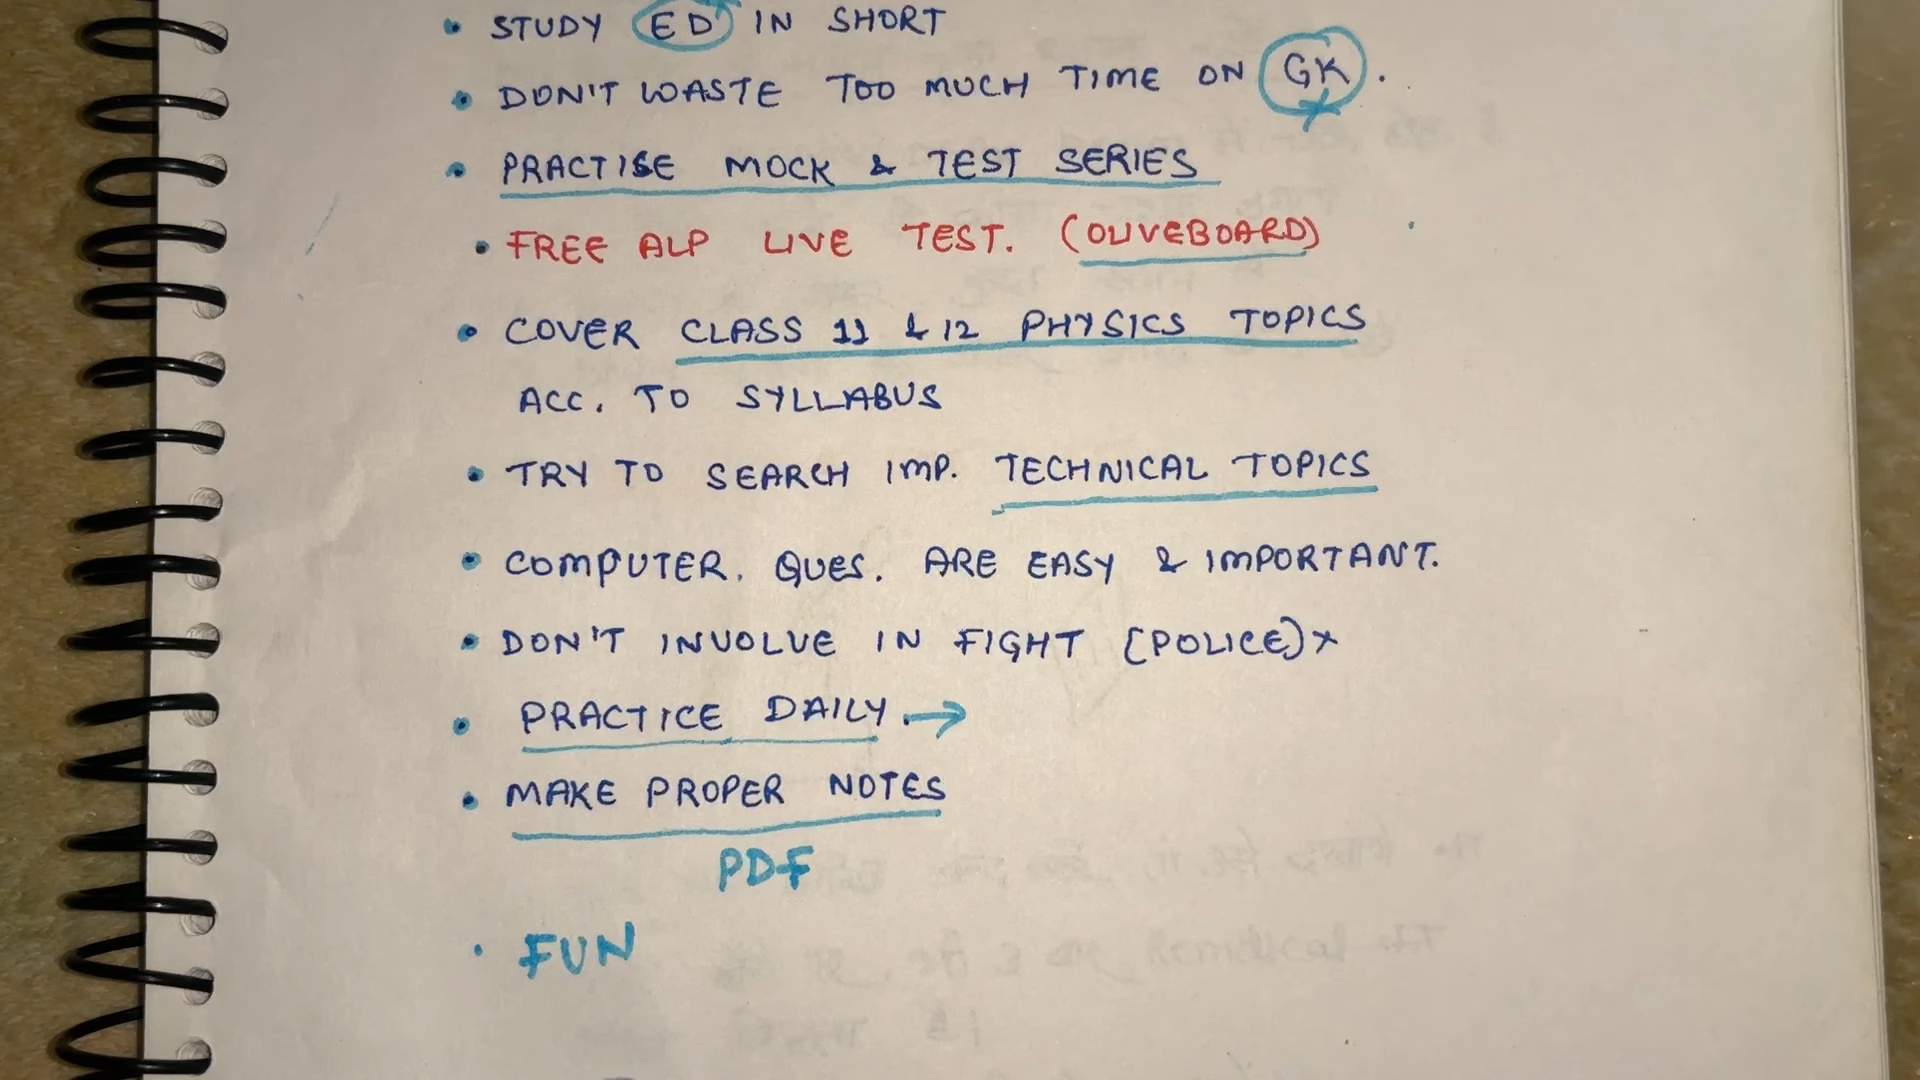 • STUDY ED IN SHORT
• DON'T WASTE TOO MUCH TIME ON GK.
• PRACTISE MOCK & TEST SERIES
• FREE ALP LIVE TEST. (OLIVEBOARD)
• COVER CLASS 11 & 12 PHYSICS TOPICS
ACC. TO SYLLABUS
• TRY TO SEARCH IMP. TECHNICAL TOPICS
• COMPUTER. QUES. ARE EASY & IMPORTANT.
• DON'T INVOLVE IN FIGHT (POLICE)×
• PRACTICE DAILY. →
• MAKE PROPER NOTES
PDF
• FUN